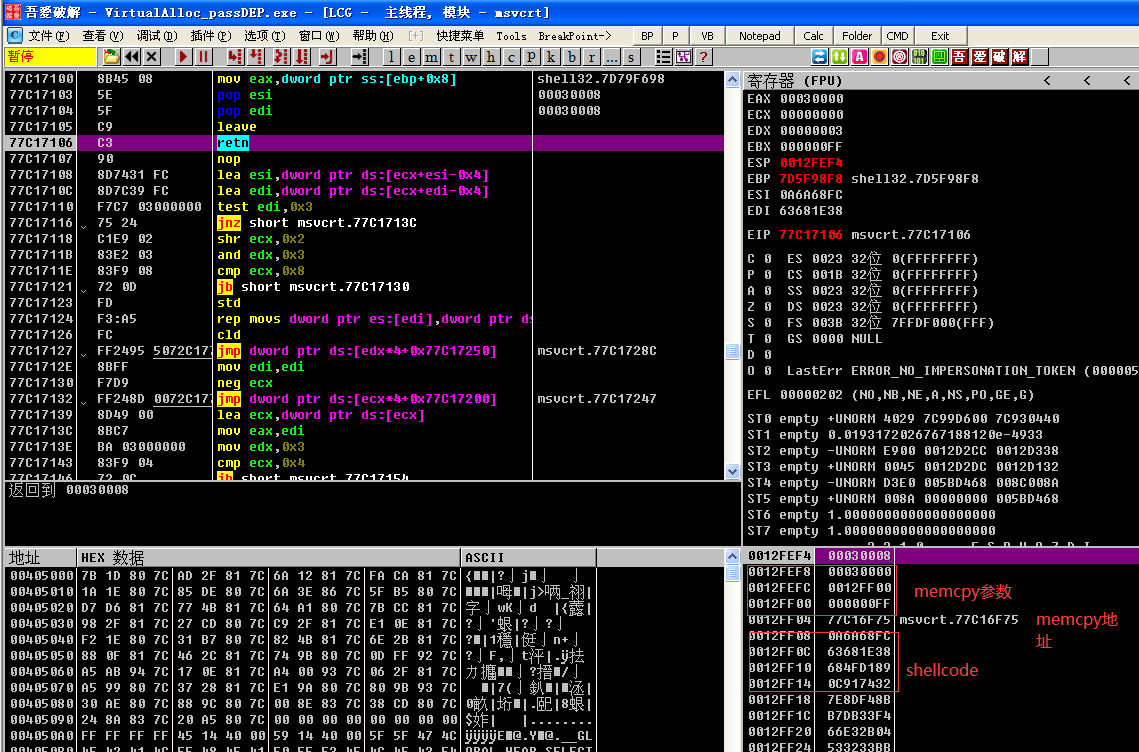 吾爱破解 - VirtualAlloc_passDEP.exe - [LCG - 主线程, 模块 - msvcrt]
文件(F) 查看(V) 调试(D) 插件(P) 选项(T) 窗口(W) 帮助(H) [+] 快捷菜单 Tools BreakPoint-> BP P VB Notepad Calc Folder CMD Exit
暂停 l e m t w h c p k b r ... s 吾 爱 破 解
77C17100 8B45 08 mov eax,dword ptr ss:[ebp+0x8] shell32.7D79F698
77C17103 5E pop esi 00030008
77C17104 5F pop edi 00030008
77C17105 C9 leave
77C17106 C3 retn
77C17107 90 nop
77C17108 8D7431 FC lea esi,dword ptr ds:[ecx+esi-0x4]
77C1710C 8D7C39 FC lea edi,dword ptr ds:[ecx+edi-0x4]
77C17110 F7C7 03000000 test edi,0x3
77C17116 75 24 jnz short msvcrt.77C1713C
77C17118 C1E9 02 shr ecx,0x2
77C1711B 83E2 03 and edx,0x3
77C1711E 83F9 08 cmp ecx,0x8
77C17121 72 0D jb short msvcrt.77C17130
77C17123 FD std
77C17124 F3:A5 rep movs dword ptr es:[edi],dword ptr ds
77C17126 FC cld
77C17127 FF2495 5072C17 jmp dword ptr ds:[edx*4+0x77C17250] msvcrt.77C1728C
77C1712E 8BFF mov edi,edi
77C17130 F7D9 neg ecx
77C17132 FF248D 0072C17 jmp dword ptr ds:[ecx*4+0x77C17200] msvcrt.77C17247
77C17139 8D49 00 lea ecx,dword ptr ds:[ecx]
77C1713C 8BC7 mov eax,edi
77C1713E BA 03000000 mov edx,0x3
77C17143 83F9 04 cmp ecx,0x4
77C17146 72 0C jb short msvcrt.77C17154
返回到 00030008
寄存器 (FPU) < < <
EAX 00030000
ECX 00000000
EDX 00000003
EBX 000000FF
ESP 0012FEF4
EBP 7D5F98F8 shell32.7D5F98F8
ESI 0A6A68FC
EDI 63681E38
EIP 77C17106 msvcrt.77C17106
C 0 ES 0023 32位 0(FFFFFFFF)
P 0 CS 001B 32位 0(FFFFFFFF)
A 0 SS 0023 32位 0(FFFFFFFF)
Z 0 DS 0023 32位 0(FFFFFFFF)
S 0 FS 003B 32位 7FFDF000(FFF)
T 0 GS 0000 NULL
D 0
O 0 LastErr ERROR_NO_IMPERSONATION_TOKEN (000005
EFL 00000202 (NO,NB,NE,A,NS,PO,GE,G)
ST0 empty +UNORM 4029 7C99D600 7C930440
ST1 empty 0.0193172026767188120e-4933
ST2 empty -UNORM E900 0012D2CC 0012D338
ST3 empty +UNORM 0045 0012D2DC 0012D132
ST4 empty -UNORM D3E0 005BD468 008C008A
ST5 empty +UNORM 008A 00000000 005BD468
ST6 empty 1.0000000000000000000
ST7 empty 1.0000000000000000000
3 2 1 0 E S P U O Z D I
地址 HEX 数据 ASCII
00405000 7B 1D 80 7C AD 2F 81 7C 6A 12 81 7C FA CA 81 7C
00405010 1A 1E 80 7C 85 DE 80 7C 6A 3E 86 7C 5F B5 80 7C
00405020 D7 D6 81 7C 77 4B 81 7C 64 A1 80 7C 7B CC 81 7C
00405030 98 2F 81 7C 27 CD 80 7C C9 2F 81 7C E1 0E 81 7C
00405040 F2 1E 80 7C 31 B7 80 7C 82 4B 81 7C 6E 2B 81 7C
00405050 88 0F 81 7C 46 2C 81 7C 74 9B 80 7C 0D FF 92 7C
00405060 A5 AB 94 7C 17 0E 81 7C A4 00 93 7C 06 2F 81 7C
00405070 A5 99 80 7C 37 28 81 7C E1 9A 80 7C 80 9B 93 7C
00405080 30 AE 80 7C 88 9C 80 7C 00 8E 83 7C 38 CD 80 7C
00405090 24 8A 83 7C 20 A5 80 7C 00 00 00 00 00 00 00 00
004050A0 FF FF FF FF 45 14 40 00 59 14 40 00 5F 5F 47 4C
0012FEF4 00030008
0012FEF8 00030000
0012FEFC 0012FF00
0012FF00 000000FF
0012FF04 77C16F75 msvcrt.77C16F75
0012FF08 0A6A68FC
0012FF0C 63681E38
0012FF10 684FD189
0012FF14 0C917432
0012FF18 7E8DF48B
0012FF1C B7DB33F4
0012FF20 66E32B04
0012FF24 533233BB
memcpy参数
memcpy地
址
shellcode